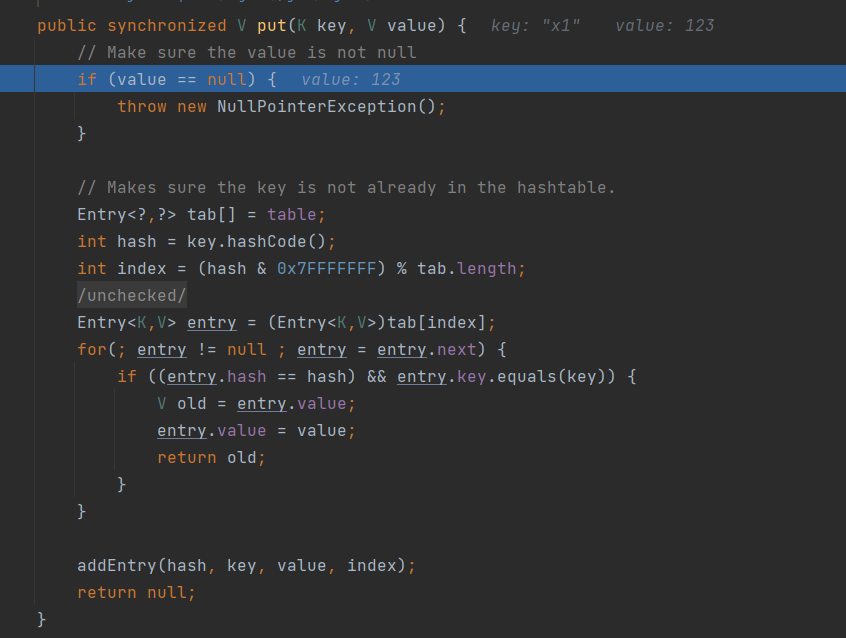 public synchronized V put(K key, V value) {   key: "x1"    value: 123
    // Make sure the value is not null
    if (value == null) {   value: 123
        throw new NullPointerException();
    }

    // Makes sure the key is not already in the hashtable.
    Entry<?,?> tab[] = table;
    int hash = key.hashCode();
    int index = (hash & 0x7FFFFFFF) % tab.length;
    /unchecked/
    Entry<K,V> entry = (Entry<K,V>)tab[index];
    for(; entry != null ; entry = entry.next) {
        if ((entry.hash == hash) && entry.key.equals(key)) {
            V old = entry.value;
            entry.value = value;
            return old;
        }
    }

    addEntry(hash, key, value, index);
    return null;
}